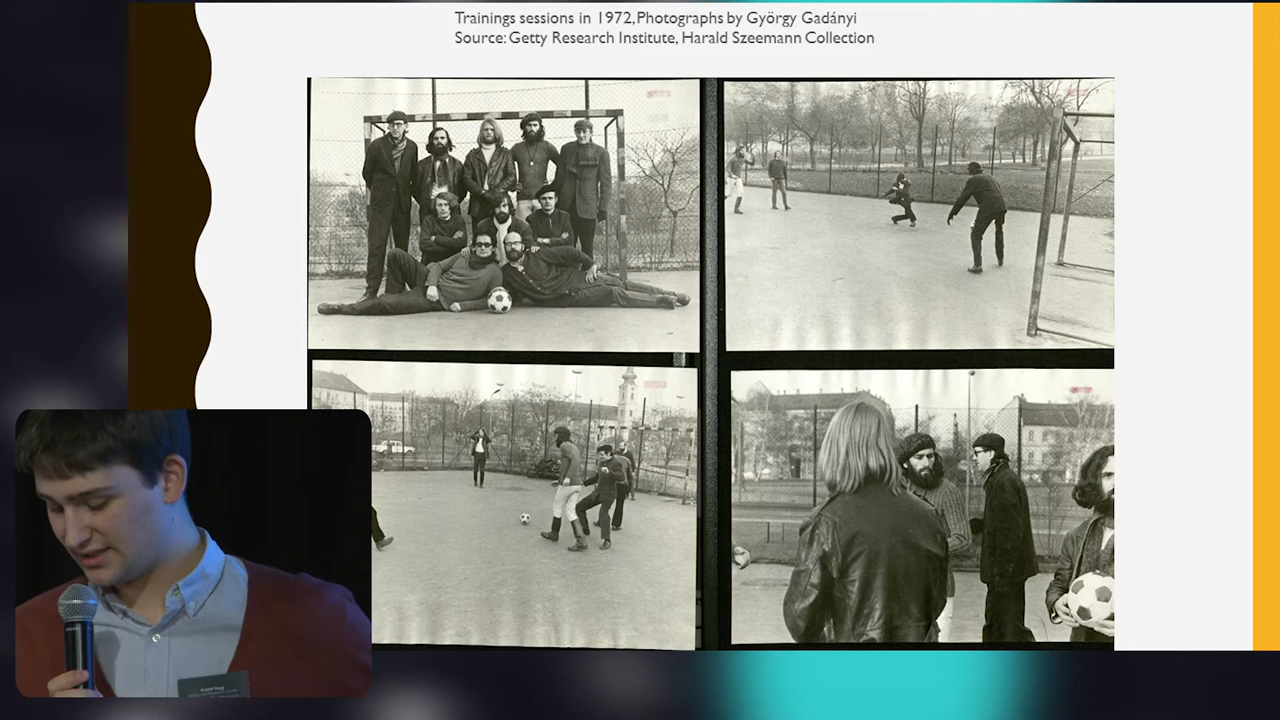 Trainings sessions in 1972, Photographs by György Gadányi
Source: Getty Research Institute, Harald Szeemann Collection